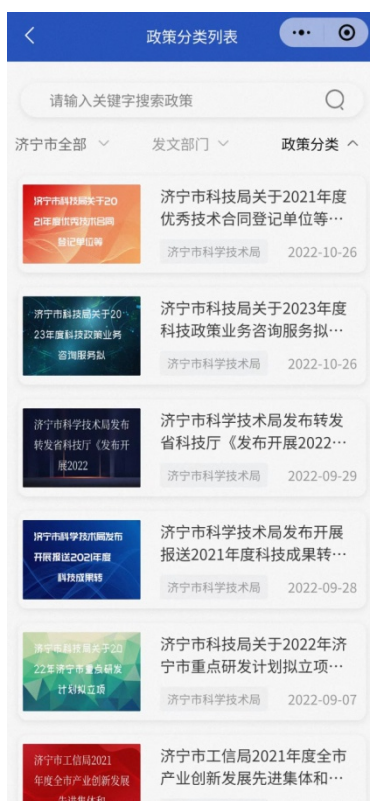 政策分类列表
请输入关键字搜索政策
济宁市全部
发文部门
政策分类
济宁市科技局关于20
21年度优秀技术合同
登记单位等
济宁市科技局关于2021年度
优秀技术合同登记单位等…
济宁市科学技术局
2022-10-26
济宁市科技局关于20
23年度科技政策业务
咨询服务拟
济宁市科技局关于2023年度
科技政策业务咨询服务拟…
济宁市科学技术局
2022-10-26
济宁市科学技术局发布
转发省科技厅《发布开
展2022
济宁市科学技术局发布转发
省科技厅《发布开展2022…
济宁市科学技术局
2022-09-29
济宁市科学技术局发布
开展报送2021年度
科技成果转
济宁市科学技术局发布开展
报送2021年度科技成果转…
济宁市科学技术局
2022-09-28
济宁市科技局关于20
22年济宁市重点研发
计划拟立项
济宁市科技局关于2022年济
宁市重点研发计划拟立项…
济宁市科学技术局
2022-09-07
济宁市工信局2021
年度全市产业创新发展
先进集体和
济宁市工信局2021年度全市
产业创新发展先进集体和…